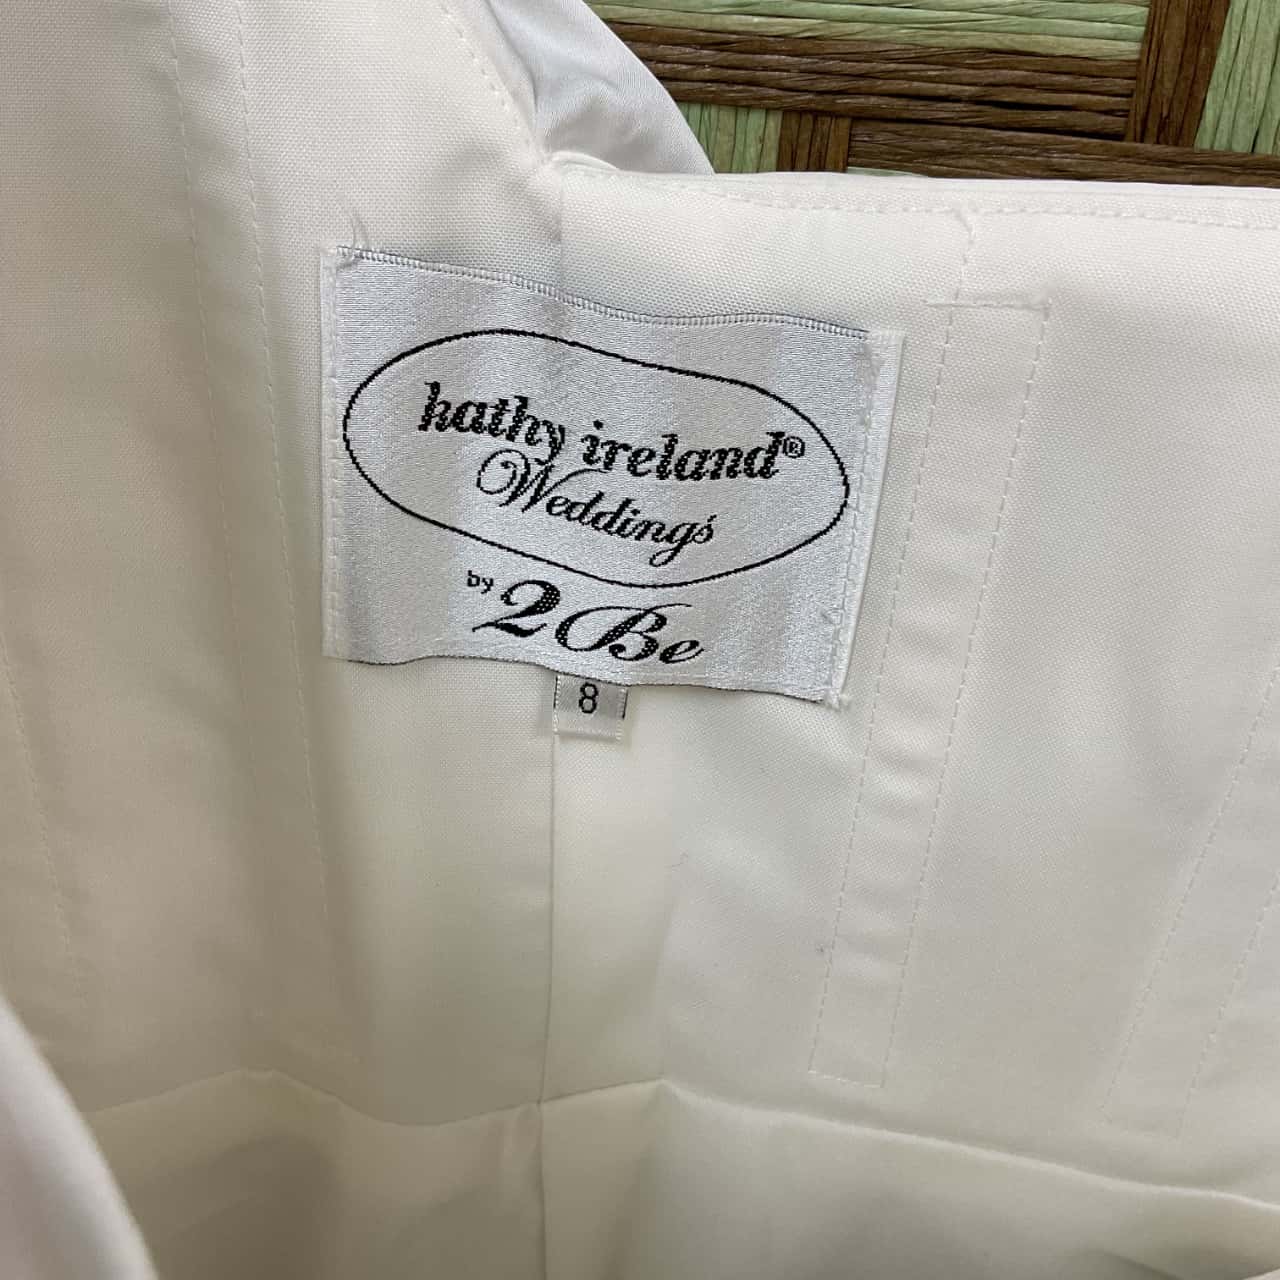 kathy ireland®
Weddings
by 2Be
8